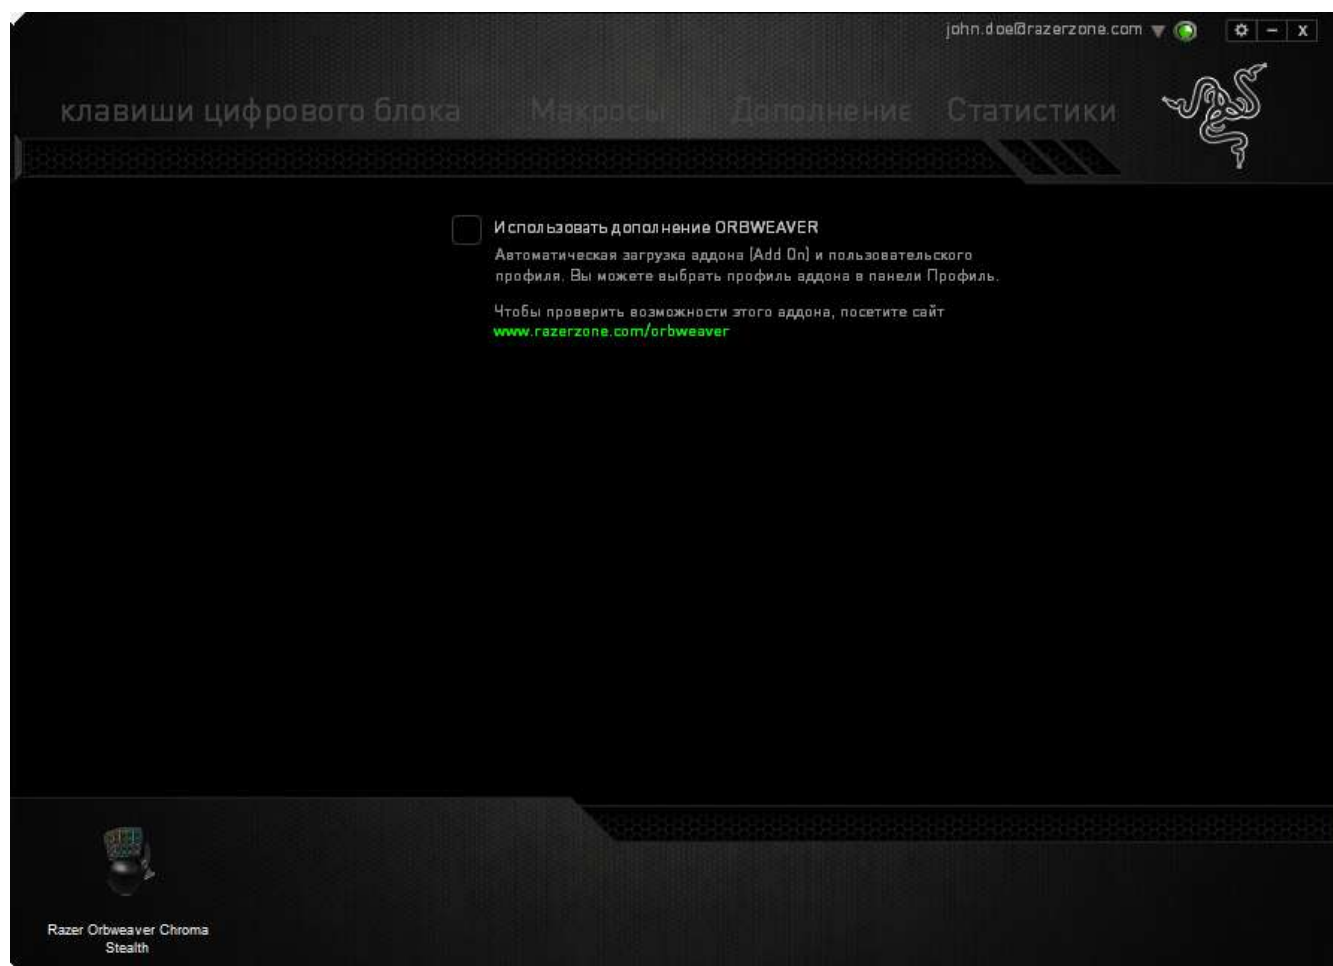 john.doe@razerzone.com
X
клавиши цифрового блока Макросы Дополнение Статистики
Использовать дополнение ORBWEAVER
Автоматическая загрузка аддона (Add On) и пользовательского
профиля. Вы можете выбрать профиль аддона в панели Профиль.
Чтобы проверить возможности этого аддона, посетите сайт
www.razerzone.com/orbweaver
Razer Orbweaver Chroma
Stealth